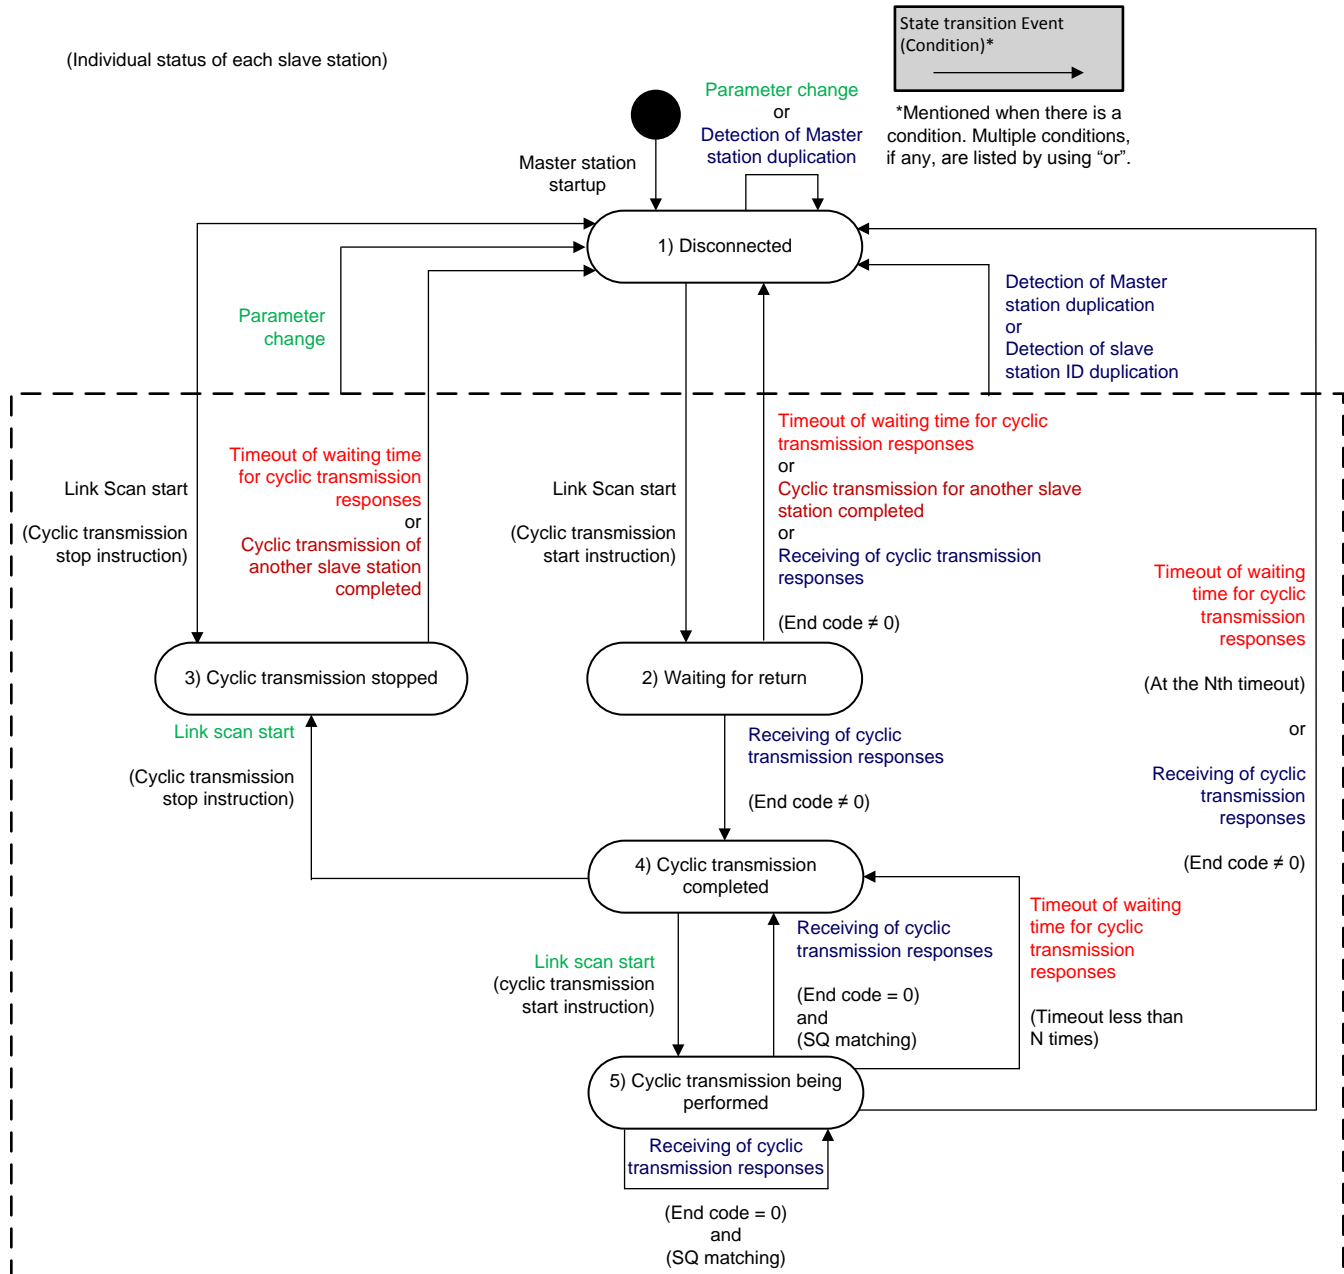 State transition Event
(Condition)*
(Individual status of each slave station)
*Mentioned when there is a
condition. Multiple conditions,
if any, are listed by using “or”.
Parameter change
or
Detection of Master
station duplication
Master station
startup
1) Disconnected
Parameter
change
Detection of Master
station duplication
or
Detection of slave
station ID duplication
Link Scan start
(Cyclic transmission
stop instruction)
Timeout of waiting time
for cyclic transmission
responses
or
Cyclic transmission of
another slave station
completed
Link Scan start
(Cyclic transmission
start instruction)
Timeout of waiting time for cyclic
transmission responses
or
Cyclic transmission for another slave
station completed
or
Receiving of cyclic transmission
responses
(End code ≠ 0)
Timeout of waiting
time for cyclic
transmission
responses
(At the Nth timeout)
or
Receiving of cyclic
transmission
responses
(End code ≠ 0)
3) Cyclic transmission stopped
2) Waiting for return
Link scan start
(Cyclic transmission
stop instruction)
Receiving of cyclic
transmission responses
(End code ≠ 0)
4) Cyclic transmission
completed
Link scan start
(cyclic transmission
start instruction)
Receiving of cyclic
transmission responses
(End code = 0)
and
(SQ matching)
Timeout of waiting
time for cyclic
transmission
responses
(Timeout less than
N times)
5) Cyclic transmission being
performed
Receiving of cyclic
transmission responses
(End code = 0)
and
(SQ matching)